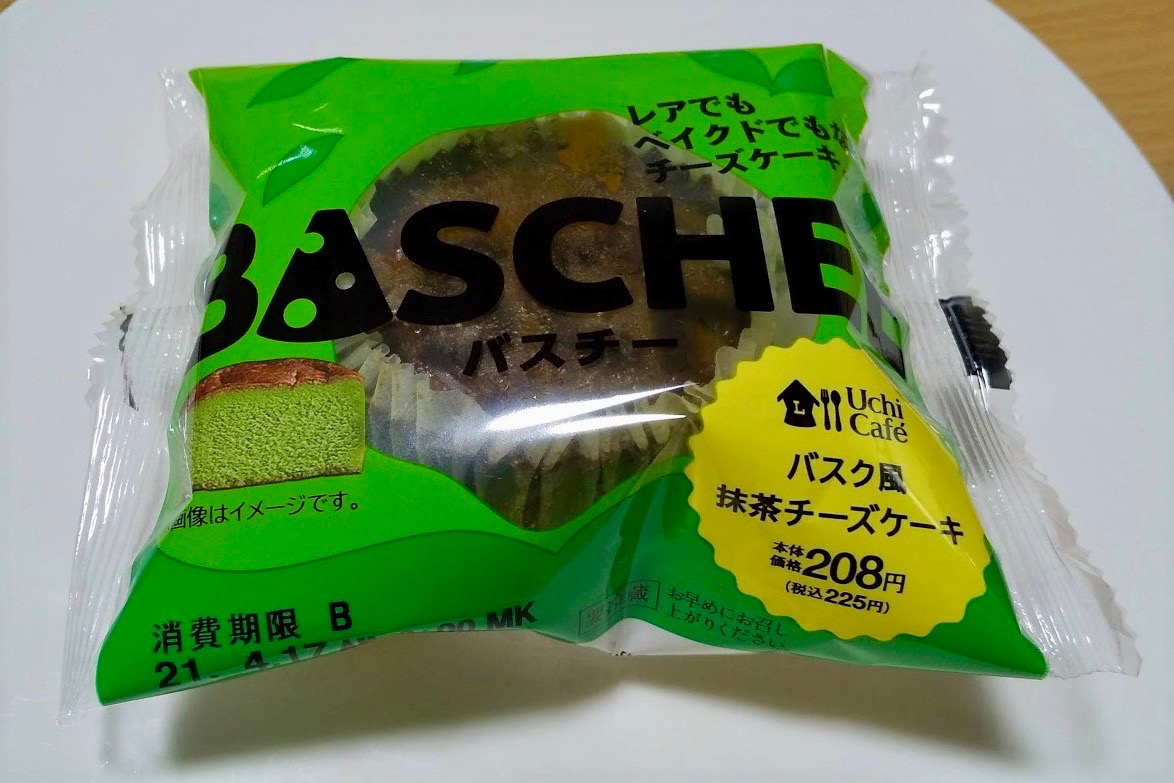 レアでも
ベイクドでもな
チーズケーキ
BASCHEE
バスチー
Uchi
Café
バスク風
抹茶チーズケーキ
本体
価格208円
(税込225円)
画像はイメージです。
要冷蔵
お早めにお召し
上がりください
消費期限 B
21. 4.17 MK